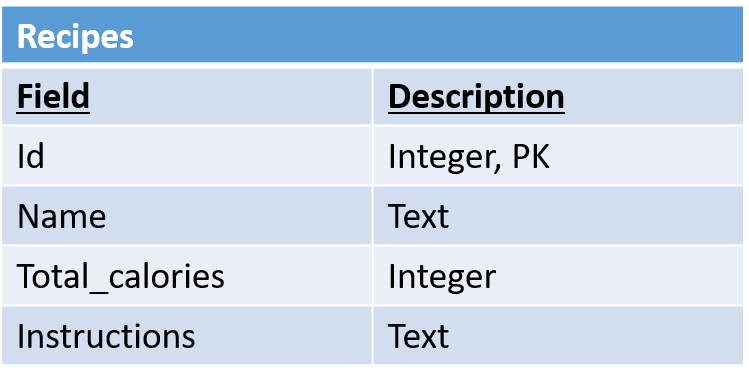 Recipes
Field Description
Id Integer, PK
Name Text
Total_calories Integer
Instructions Text